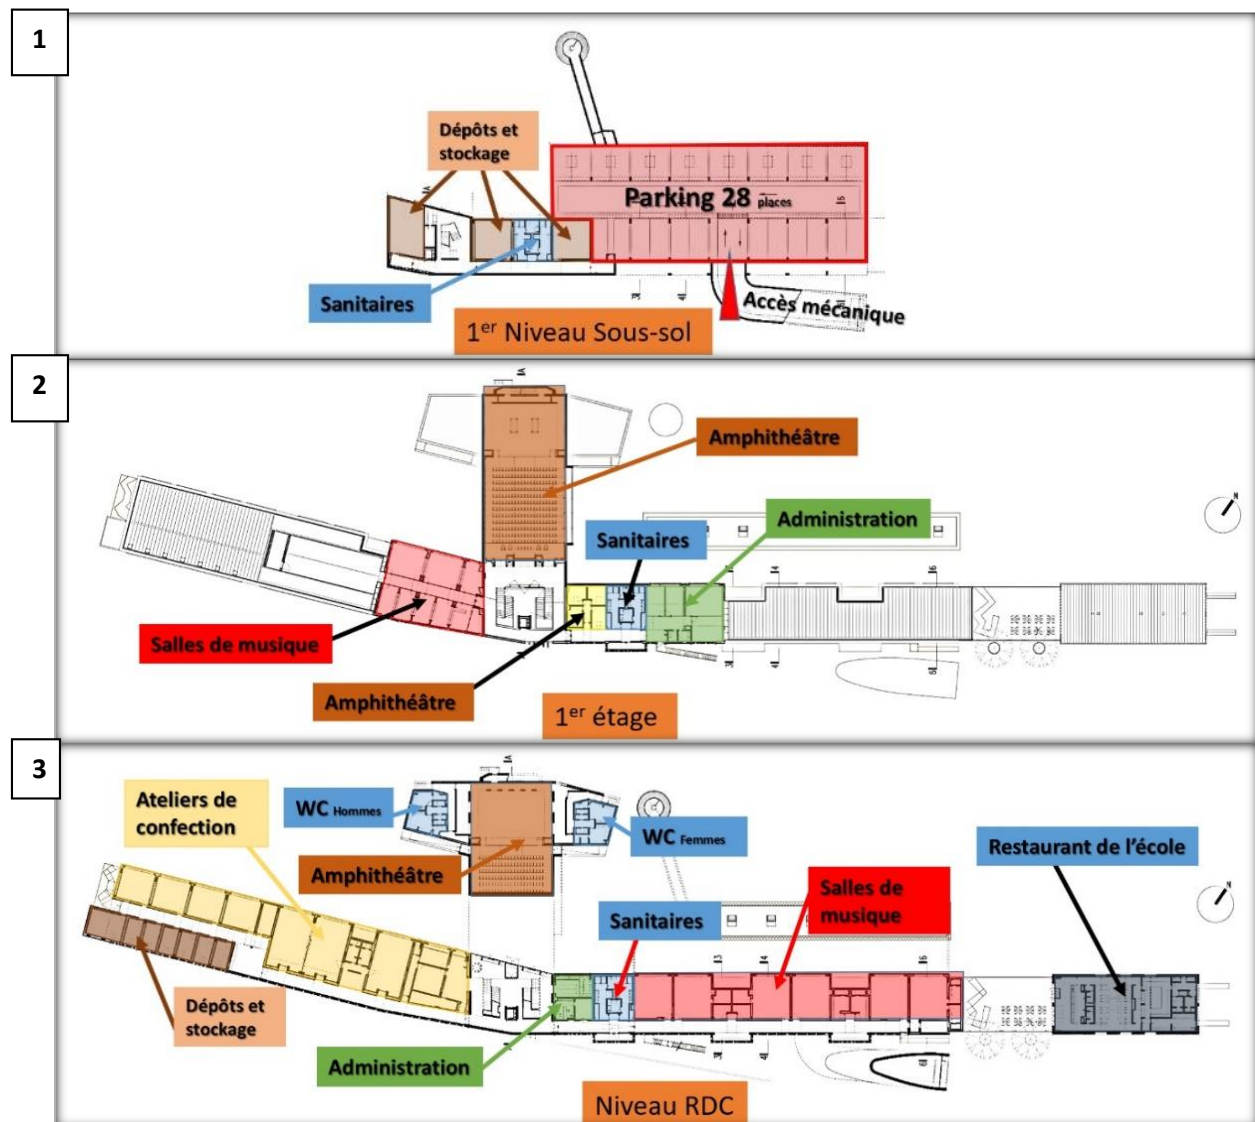 1
Dépôts et
stockage
Parking 28 places
Sanitaires
Accès mécanique
1er Niveau Sous-sol
2
Amphithéâtre
Administration
Sanitaires
N
Salles de musique
Amphithéâtre
1er étage
3
Ateliers de
confection
WC Hommes
WC Femmes
Amphithéâtre
Restaurant de l'école
Salles de
musique
Sanitaires
N
Dépôts et
stockage
Administration
Niveau RDC